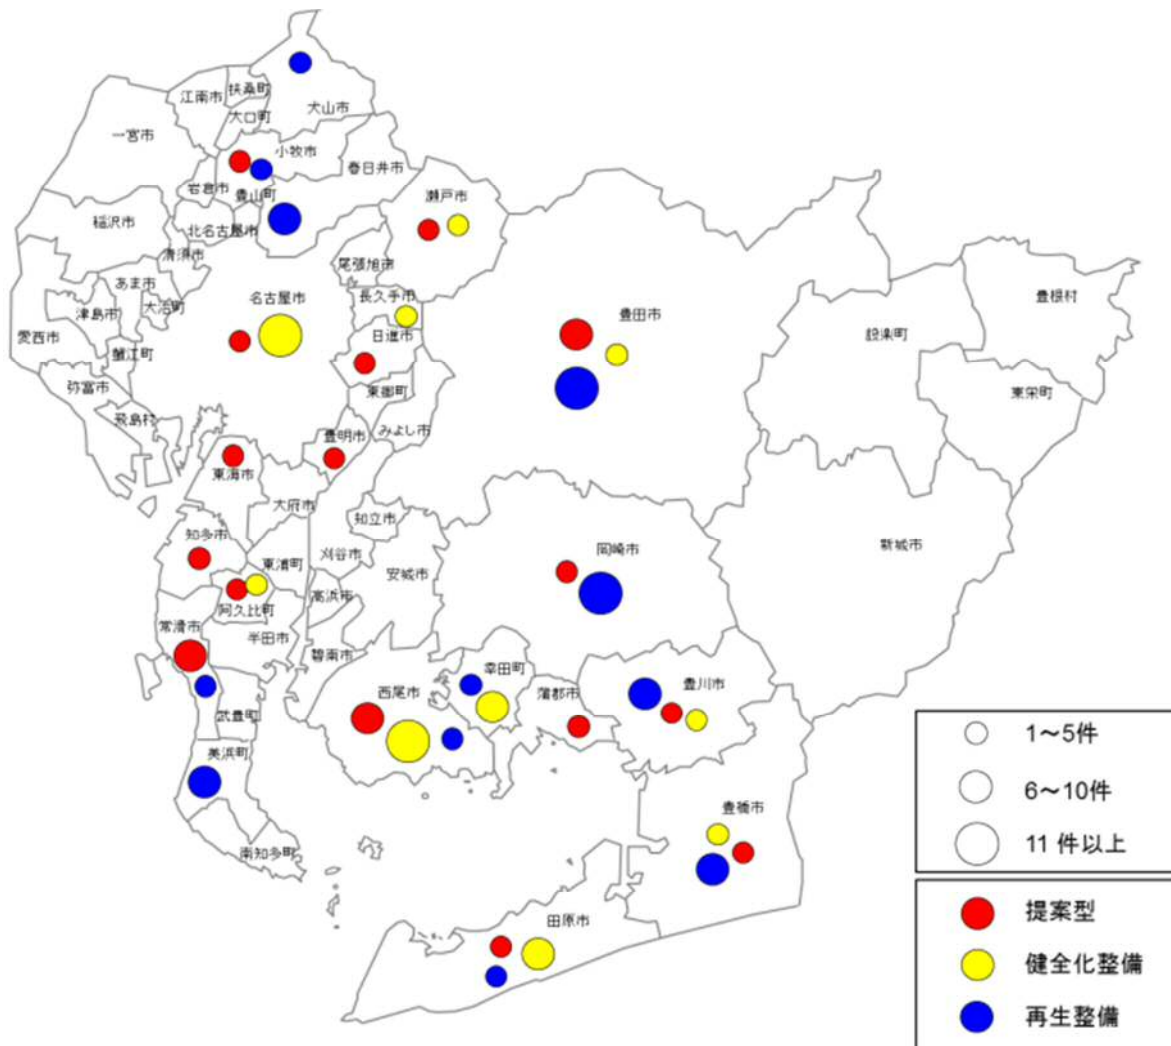 扶桑町
江南市
犬山市
大口町
一宮市
小牧市
春日井市
岩倉市
豊山町
瀬戸市
稲沢市
北名古屋市
清須市
尾張旭市
あま市
大治町
津島市
名古屋市
長久手市
愛西市
蟹江町
日進市
豊田市
設楽町
豊根村
弥富市
東郷町
東栄町
飛島村
豊明市
みよし市
東海市
大府市
知立市
知多市
東浦町
刈谷市
安城市
岡崎市
新城市
阿久比町
高浜市
常滑市
半田市
碧南市
幸田町
西尾市
蒲郡市
豊川市
武豊町
美浜町
豊橋市
南知多町
田原市
1~5件
6~10件
11 件以上
提案型
健全化整備
再生整備